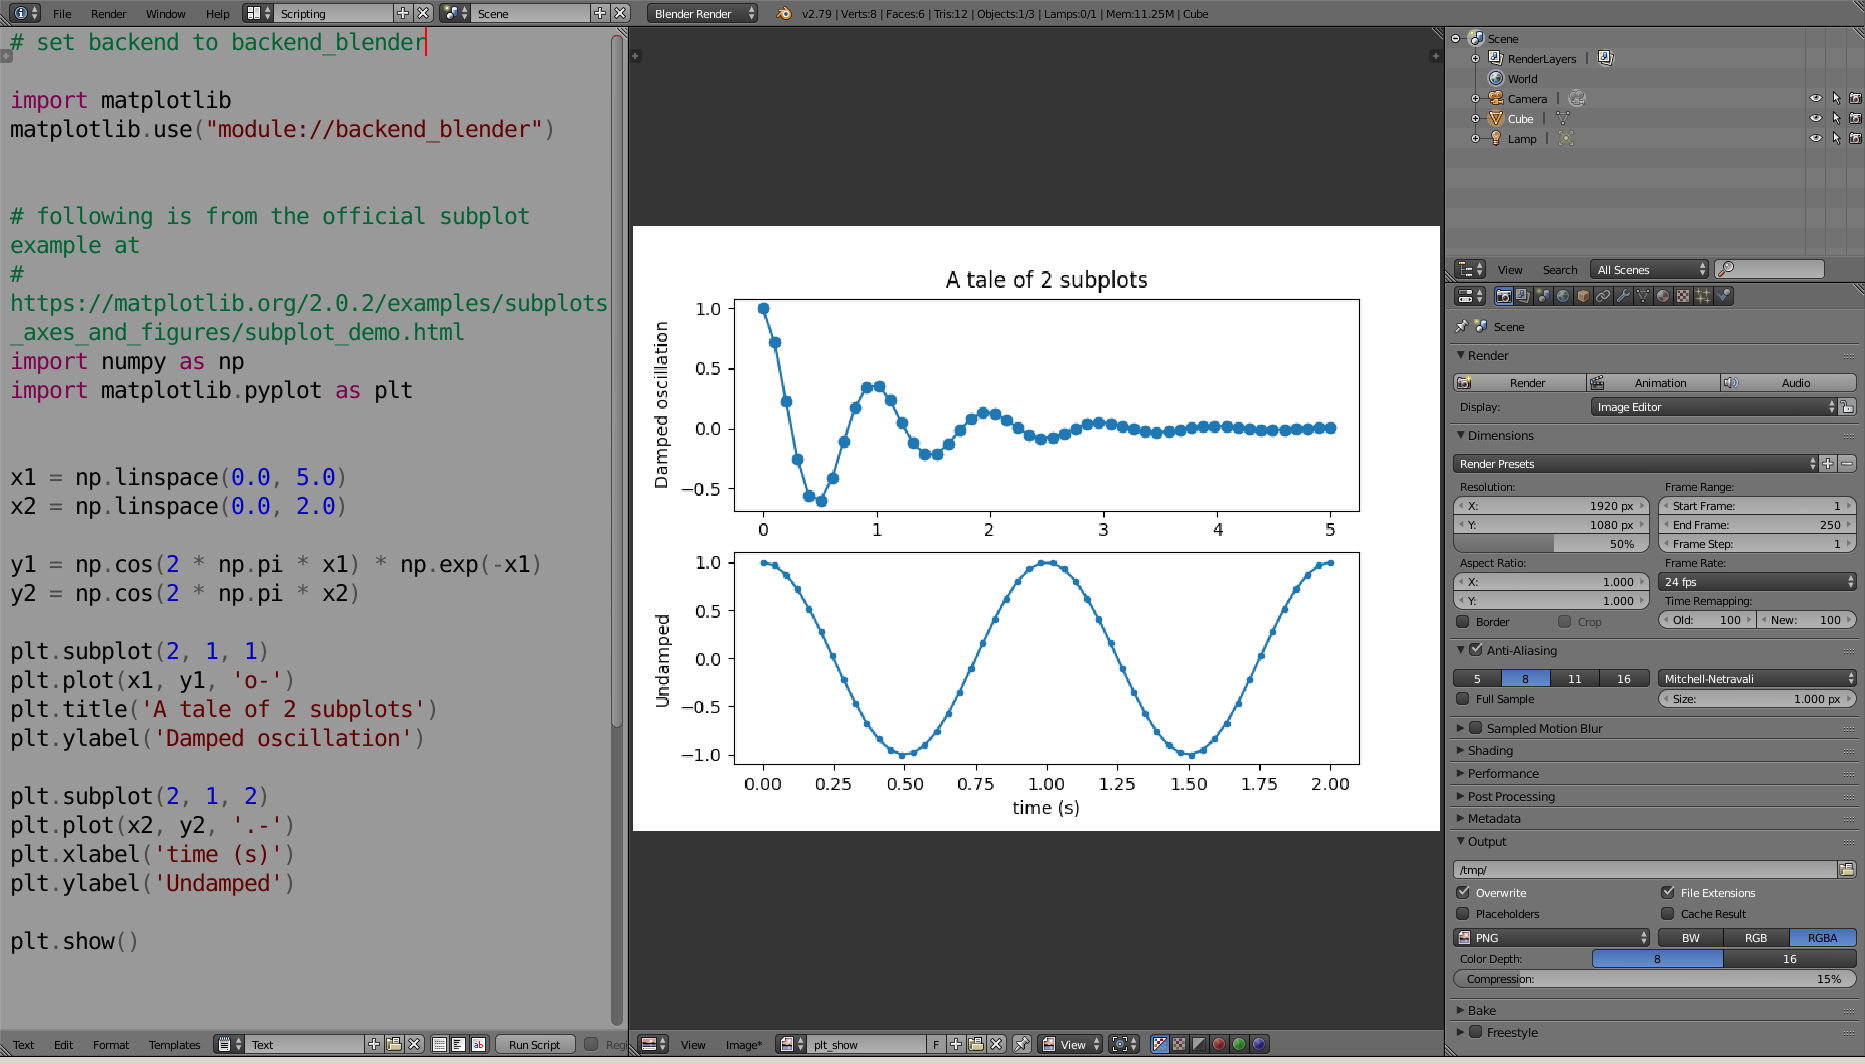 File Render Window Help Scripting Scene Blender Render v2.79 | Verts:8 | Faces:6 | Tris:12 | Objects:1/3 | Lamps:0/1 | Mem:11.25M | Cube
# set backend to backend_blender
import matplotlib
matplotlib.use("module://backend_blender")
# following is from the official subplot
example at
#
https://matplotlib.org/2.0.2/examples/subplots
_axes_and_figures/subplot_demo.html
import numpy as np
import matplotlib.pyplot as plt
x1 = np.linspace(0.0, 5.0)
x2 = np.linspace(0.0, 2.0)
y1 = np.cos(2 * np.pi * x1) * np.exp(-x1)
y2 = np.cos(2 * np.pi * x2)
plt.subplot(2, 1, 1)
plt.plot(x1, y1, 'o-')
plt.title('A tale of 2 subplots')
plt.ylabel('Damped oscillation')
plt.subplot(2, 1, 2)
plt.plot(x2, y2, '.-')
plt.xlabel('time (s)')
plt.ylabel('Undamped')
plt.show()
Text Edit Format Templates Text Run Script Reg
A tale of 2 subplots
Damped oscillation
1.0
0.5
0.0
−0.5
0 1 2 3 4 5
Undamped
1.0
0.5
0.0
−0.5
−1.0
0.00 0.25 0.50 0.75 1.00 1.25 1.50 1.75 2.00
time (s)
View Image* plt_show F View
Scene
RenderLayers |
World
Camera |
Cube |
Lamp |
View Search All Scenes
Scene
Render
Render Animation Audio
Display: Image Editor
Dimensions
Render Presets
Resolution: Frame Range:
X: 1920 px Start Frame: 1
Y: 1080 px End Frame: 250
50% Frame Step: 1
Aspect Ratio: Frame Rate:
X: 1.000 24 fps
Y: 1.000 Time Remapping:
Border Crop Old: 100 New: 100
Anti-Aliasing
5 8 11 16 Mitchell-Netravali
Full Sample Size: 1.000 px
Sampled Motion Blur
Shading
Performance
Post Processing
Metadata
Output
/tmp/
Overwrite File Extensions
Placeholders Cache Result
PNG BW RGB RGBA
Color Depth: 8 16
Compression: 15%
Bake
Freestyle